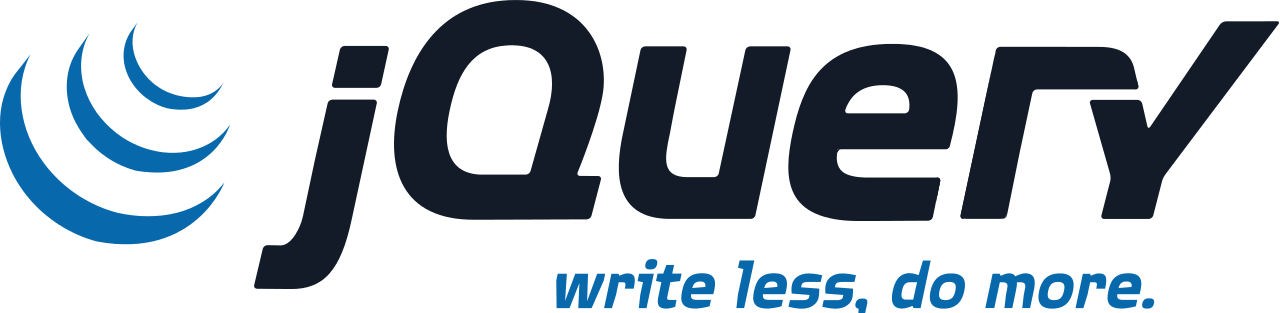 jQuery
write less, do more.